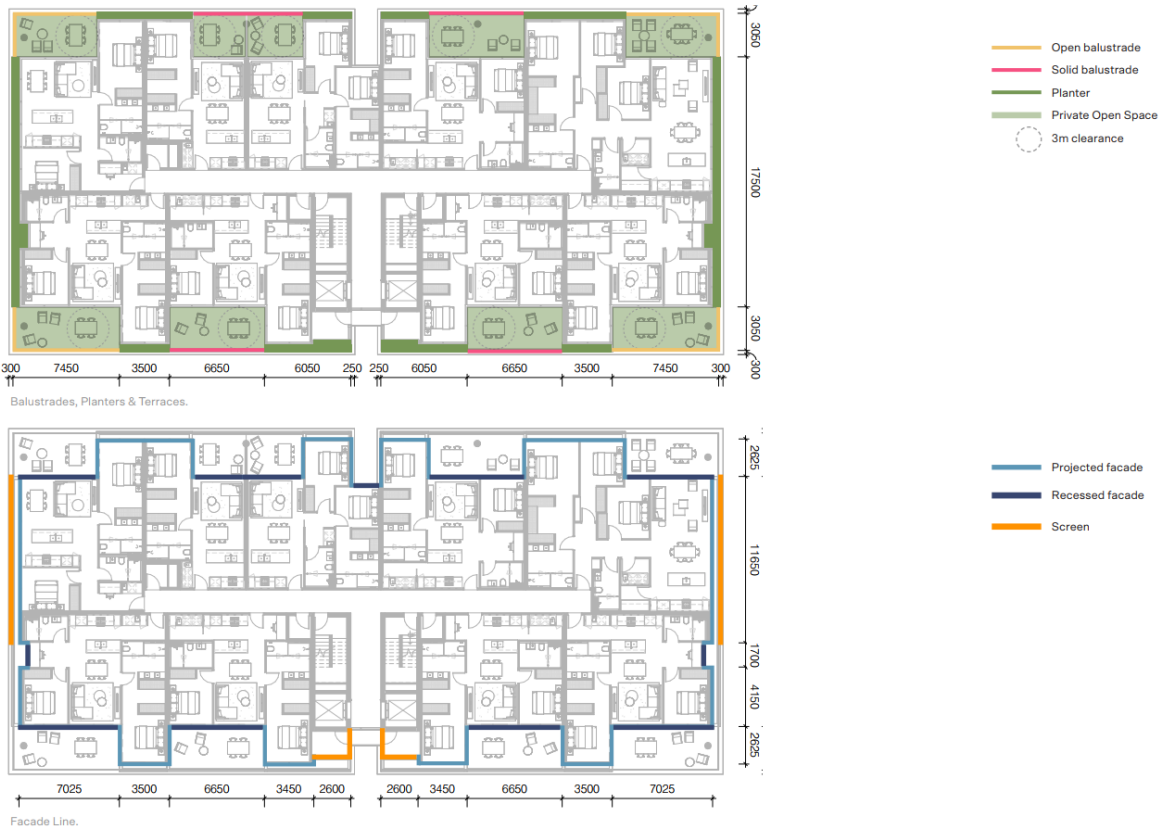 3050
Open balustrade
Solid balustrade
Planter
Private Open Space
3m clearance
17500
3050
300
300 7450 3500 6650 6050 250 250 6050 6650 3500 7450 300
Balustrades, Planters & Terraces.
2625
Projected facade
Recessed facade
Screen
11650
1700
4150
2625
7025 3500 6650 3450 2600 2600 3450 6650 3500 7025
Facade Line.